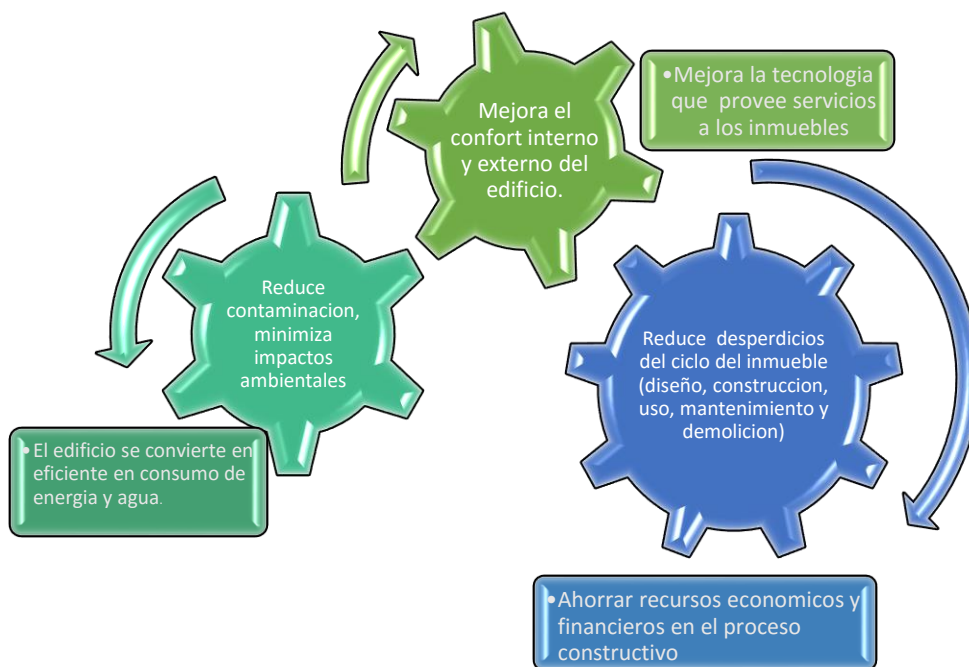 Mejora el
confort interno
y externo del
edificio.
•Mejora la tecnologia
que provee servicios
a los inmuebles
Reduce
contaminacion,
minimiza
impactos
ambientales
•El edificio se convierte en
eficiente en consumo de
energia y agua.
Reduce desperdicios
del ciclo del inmueble
(diseño, construccion,
uso, mantenimiento y
demolicion)
•Ahorrar recursos economicos y
financieros en el proceso
constructivo